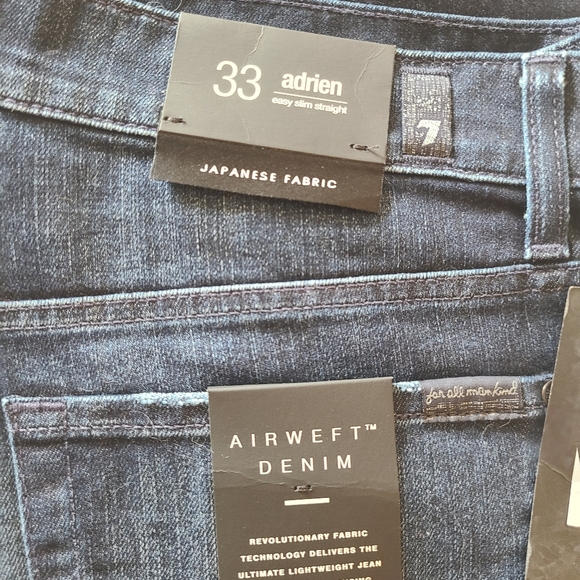 33 adrien
easy slim straight
JAPANESE FABRIC
7
for all mankind
AIRWEFT™
DENIM
REVOLUTIONARY FABRIC
TECHNOLOGY DELIVERS THE
ULTIMATE LIGHTWEIGHT JEAN